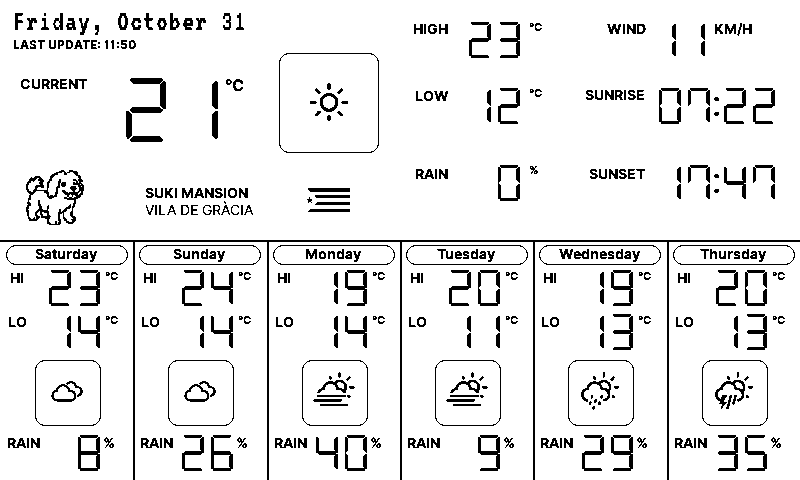 Friday, October 31
LAST UPDATE: 11:50
CURRENT 21 °C
HIGH 23 °C
WIND 11 KM/H
LOW 12 °C
SUNRISE 07:22
RAIN 0 %
SUNSET 17:47
SUKI MANSION
VILA DE GRÀCIA
Saturday Sunday Monday Tuesday Wednesday Thursday
HI 23 °C HI 24 °C HI 19 °C HI 20 °C HI 19 °C HI 20 °C
LO 14 °C LO 14 °C LO 14 °C LO 11 °C LO 13 °C LO 13 °C
RAIN 8 % RAIN 26 % RAIN 40 % RAIN 9 % RAIN 29 % RAIN 35 %